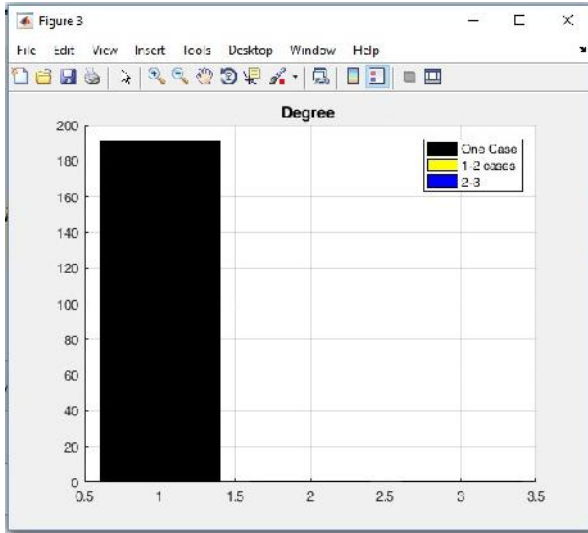 Figure 3
File Edit View Insert Tools Desktop Window Help
Degree
200
180
160
140
120
100
80
60
40
20
0
0.5 1 1.5 2 2.5 3 3.5
One Case
1-2 cases
2-3